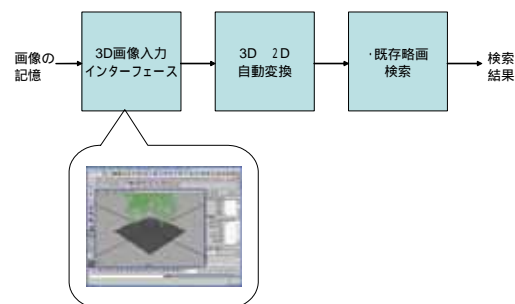 画像の
記憶
3D画像入力
インターフェース
3D 2D
自動変換
・既存略画
検索
検索
結果